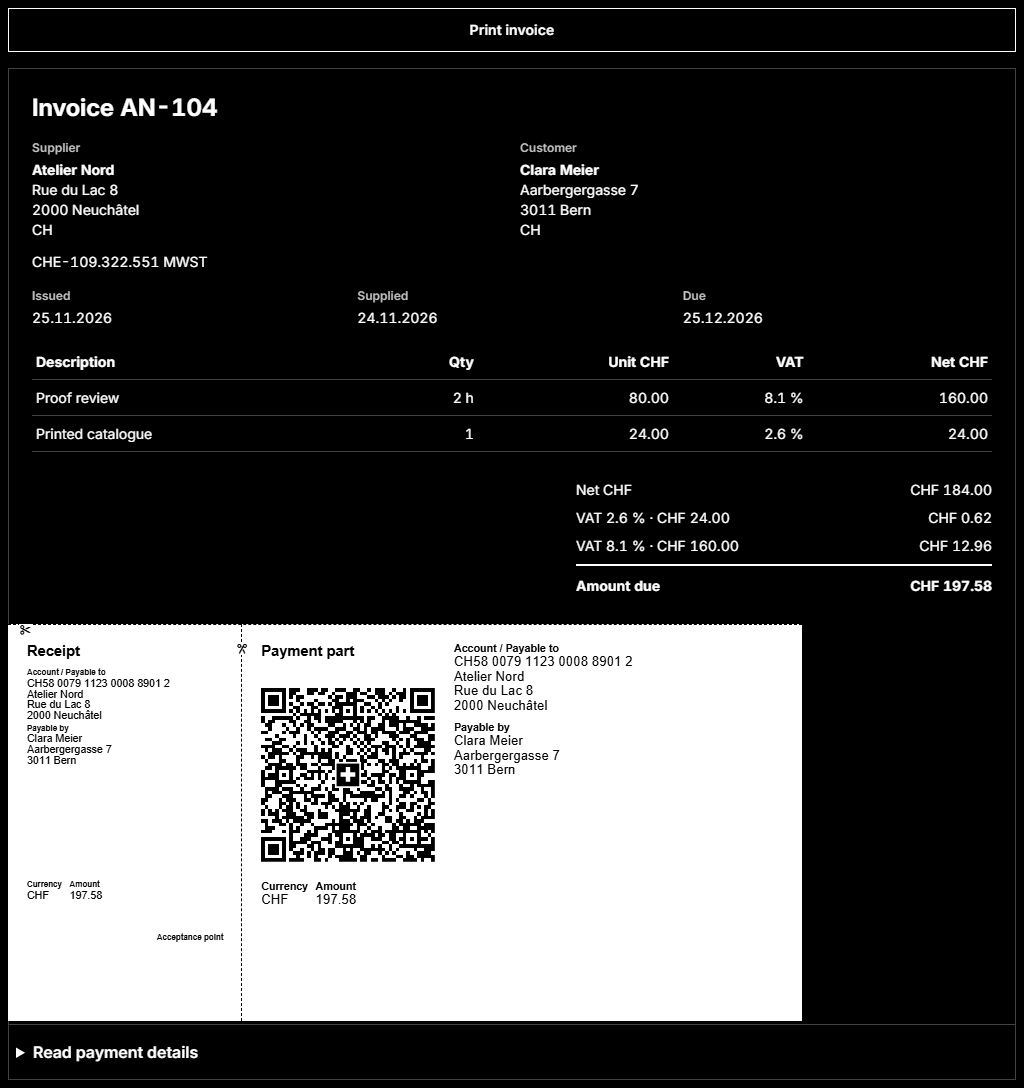 Print invoice
Invoice AN-104
Supplier
Atelier Nord
Rue du Lac 8
2000 Neuchâtel
CH
CHE-109.322.551 MWST
Customer
Clara Meier
Aarbergergasse 7
3011 Bern
CH
Issued
25.11.2026
Supplied
24.11.2026
Due
25.12.2026
Description Qty Unit CHF VAT Net CHF
Proof review 2 h 80.00 8.1 % 160.00
Printed catalogue 1 24.00 2.6 % 24.00
Net CHF CHF 184.00
VAT 2.6 % · CHF 24.00 CHF 0.62
VAT 8.1 % · CHF 160.00 CHF 12.96
Amount due CHF 197.58
Receipt
Account / Payable to
CH58 0079 1123 0008 8901 2
Atelier Nord
Rue du Lac 8
2000 Neuchâtel
Payable by
Clara Meier
Aarbergergasse 7
3011 Bern
Currency Amount
CHF 197.58
Acceptance point
Payment part
Currency Amount
CHF 197.58
Account / Payable to
CH58 0079 1123 0008 8901 2
Atelier Nord
Rue du Lac 8
2000 Neuchâtel
Payable by
Clara Meier
Aarbergergasse 7
3011 Bern
Read payment details